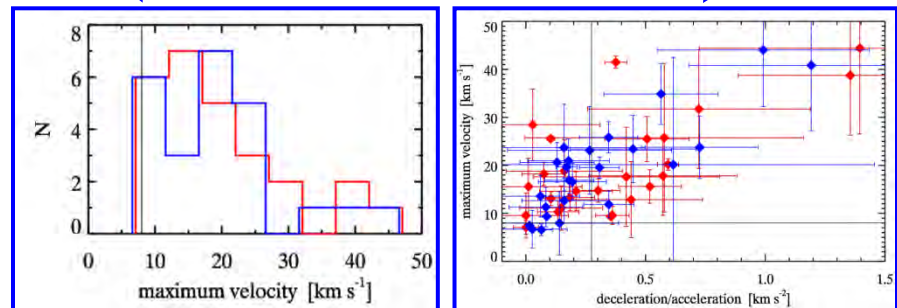 8
6
4
2
0
N
0 10 20 30 40 50
maximum velocity [km s⁻¹]
50
40
30
20
10
0
maximum velocity [km s⁻¹]
0.0 0.5 1.0 1.5
deceleration/acceleration [km s⁻²]